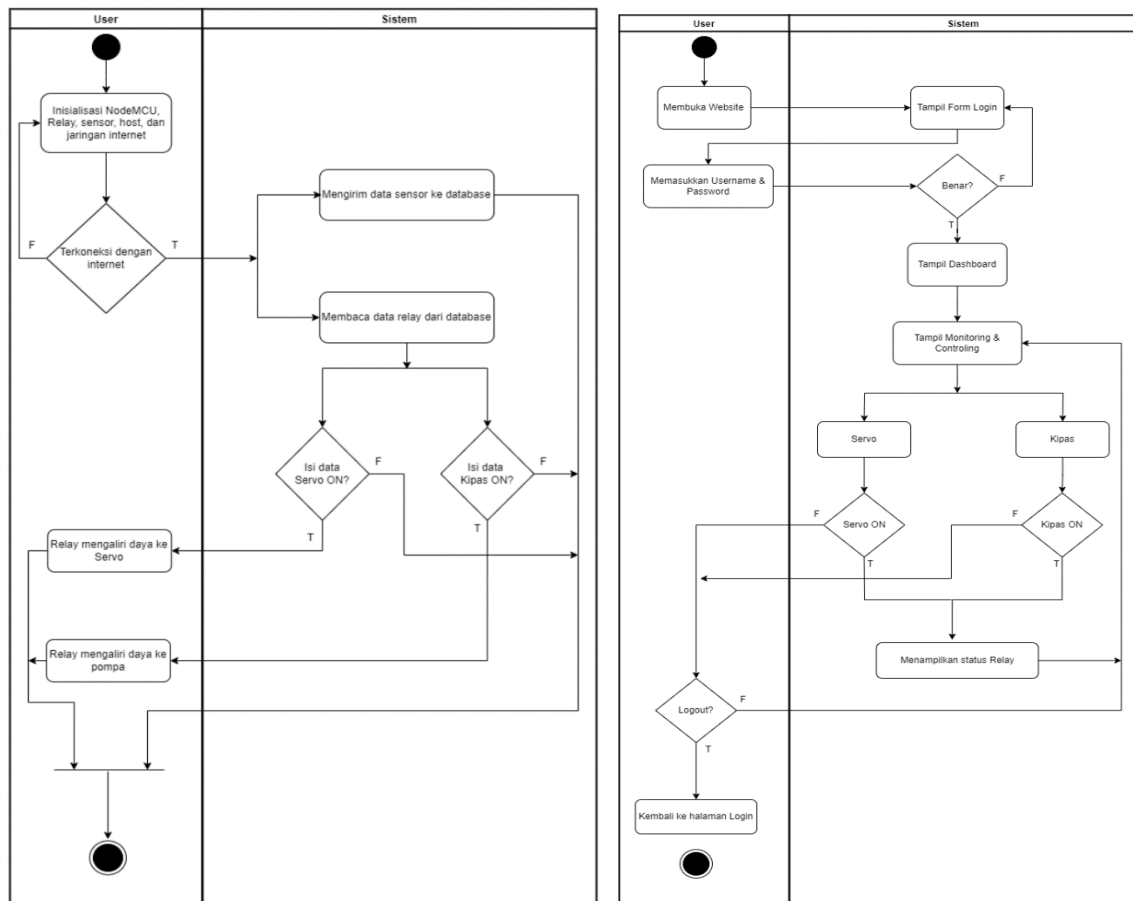 User
Sistem
Inisialisasi NodeMCU,
Relay, sensor, host, dan
jaringan internet
Terkoneksi dengan
internet
F
T
Mengirim data sensor ke database
Membaca data relay dari database
Isi data
Servo ON?
F
T
Isi data
Kipas ON?
F
T
Relay mengaliri daya ke
Servo
Relay mengaliri daya ke
pompa
User
Sistem
Membuka Website
Tampil Form Login
Memasukkan Username &
Password
Benar?
F
T
Tampil Dashboard
Tampil Monitoring &
Controling
Servo
Kipas
Servo ON
F
T
Kipas ON
F
T
Menampilkan status Relay
Logout?
F
T
Kembali ke halaman Login